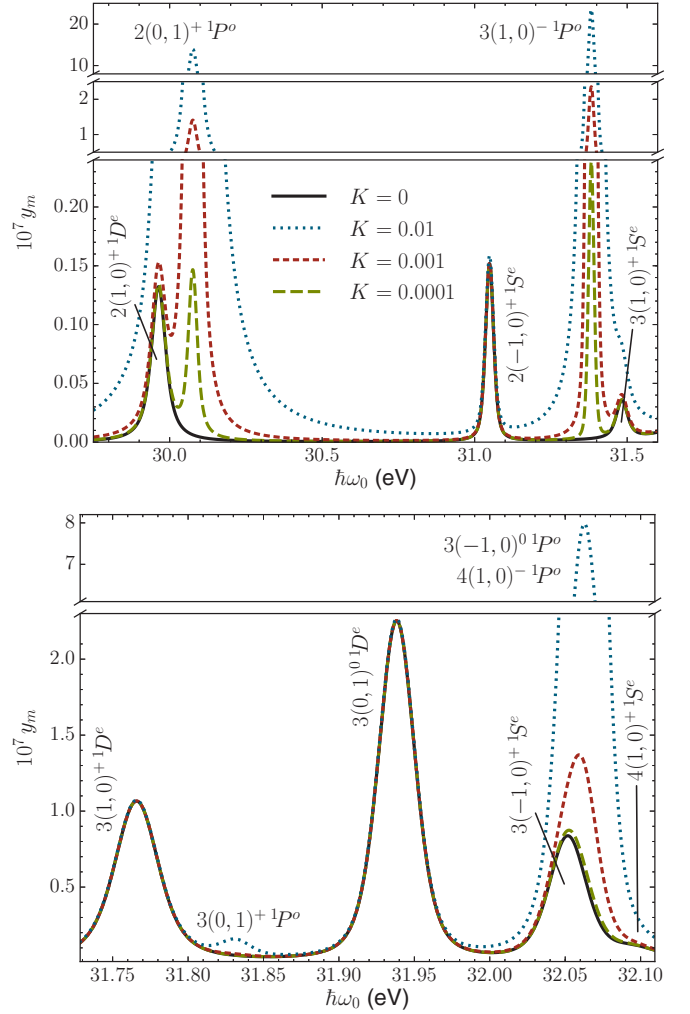 2(0, 1)⁺ ¹Pᵒ
3(1, 0)⁻ ¹Pᵒ
20
10
2
1
0.20
0.15
0.10
0.05
0.00
10⁷ yₘ
K = 0
K = 0.01
K = 0.001
K = 0.0001
2(1, 0)⁺ ¹Dᵉ
2(−1, 0)⁺ ¹Sᵉ
3(1, 0)⁺ ¹Sᵉ
30.0
30.5
31.0
31.5
ℏω₀ (eV)
8
7
3(−1, 0)⁰ ¹Pᵒ
4(1, 0)⁻ ¹Pᵒ
2.0
1.5
1.0
0.5
10⁷ yₘ
3(1, 0)⁺ ¹Dᵉ
3(0, 1)⁺ ¹Pᵒ
3(0, 1)⁰ ¹Dᵉ
3(−1, 0)⁺ ¹Sᵉ
4(1, 0)⁺ ¹Sᵉ
31.75
31.80
31.85
31.90
31.95
32.00
32.05
32.10
ℏω₀ (eV)